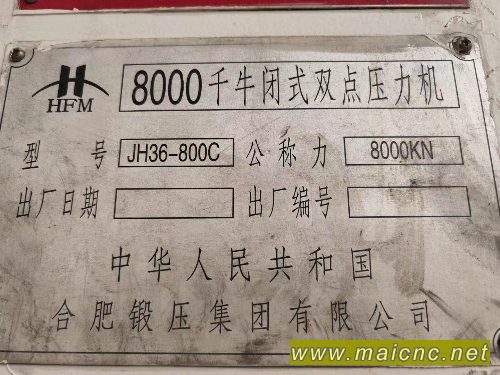 HFM
8000千牛闭式双点压力机
型 号 JH36-800C 公称力 8000KN
出厂日期 出厂编号
中华人民共和国
合肥锻压集团有限公司
www.maicnc.net